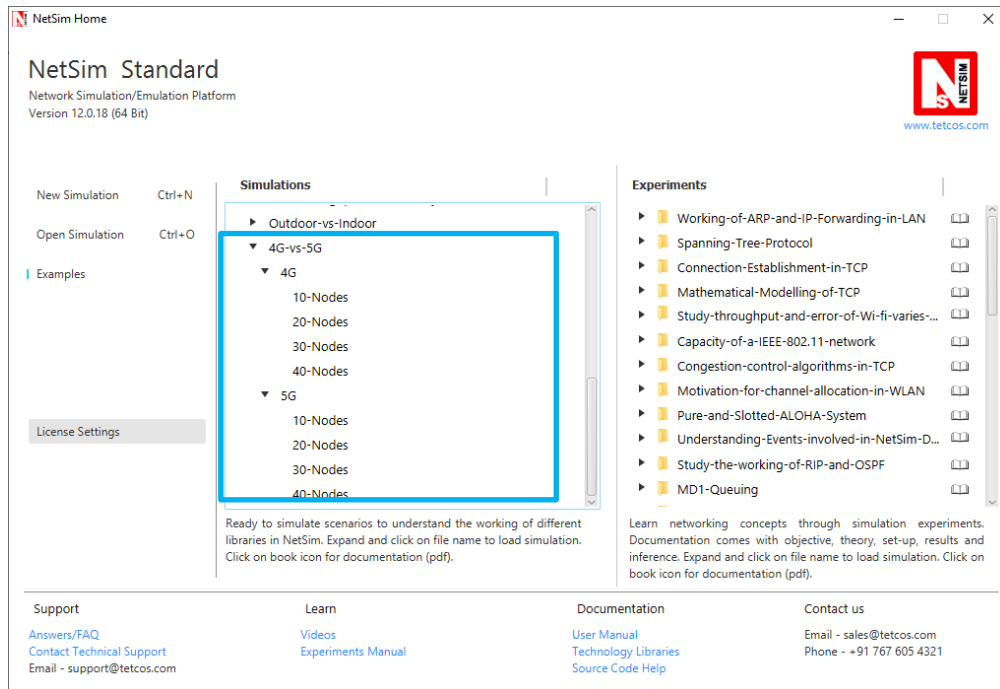 NetSim Home
NetSim Standard
Network Simulation/Emulation Platform
Version 12.0.18 (64 Bit)
N
S
NETSIM
www.tetcos.com
New Simulation Ctrl+N
Open Simulation Ctrl+O
Examples
License Settings
Simulations
Outdoor-vs-Indoor
4G-vs-5G
4G
10-Nodes
20-Nodes
30-Nodes
40-Nodes
5G
10-Nodes
20-Nodes
30-Nodes
40-Nodes
Ready to simulate scenarios to understand the working of different
libraries in NetSim. Expand and click on file name to load simulation.
Click on book icon for documentation (pdf).
Experiments
Working-of-ARP-and-IP-Forwarding-in-LAN
Spanning-Tree-Protocol
Connection-Establishment-in-TCP
Mathematical-Modelling-of-TCP
Study-throughput-and-error-of-Wi-fi-varies-...
Capacity-of-a-IEEE-802.11-network
Congestion-control-algorithms-in-TCP
Motivation-for-channel-allocation-in-WLAN
Pure-and-Slotted-ALOHA-System
Understanding-Events-involved-in-NetSim-D...
Study-the-working-of-RIP-and-OSPF
MD1-Queuing
Learn networking concepts through simulation experiments.
Documentation comes with objective, theory, set-up, results and
inference. Expand and click on file name to load simulation. Click on
book icon for documentation (pdf).
Support
Answers/FAQ
Contact Technical Support
Email - support@tetcos.com
Learn
Videos
Experiments Manual
Documentation
User Manual
Technology Libraries
Source Code Help
Contact us
Email - sales@tetcos.com
Phone - +91 767 605 4321